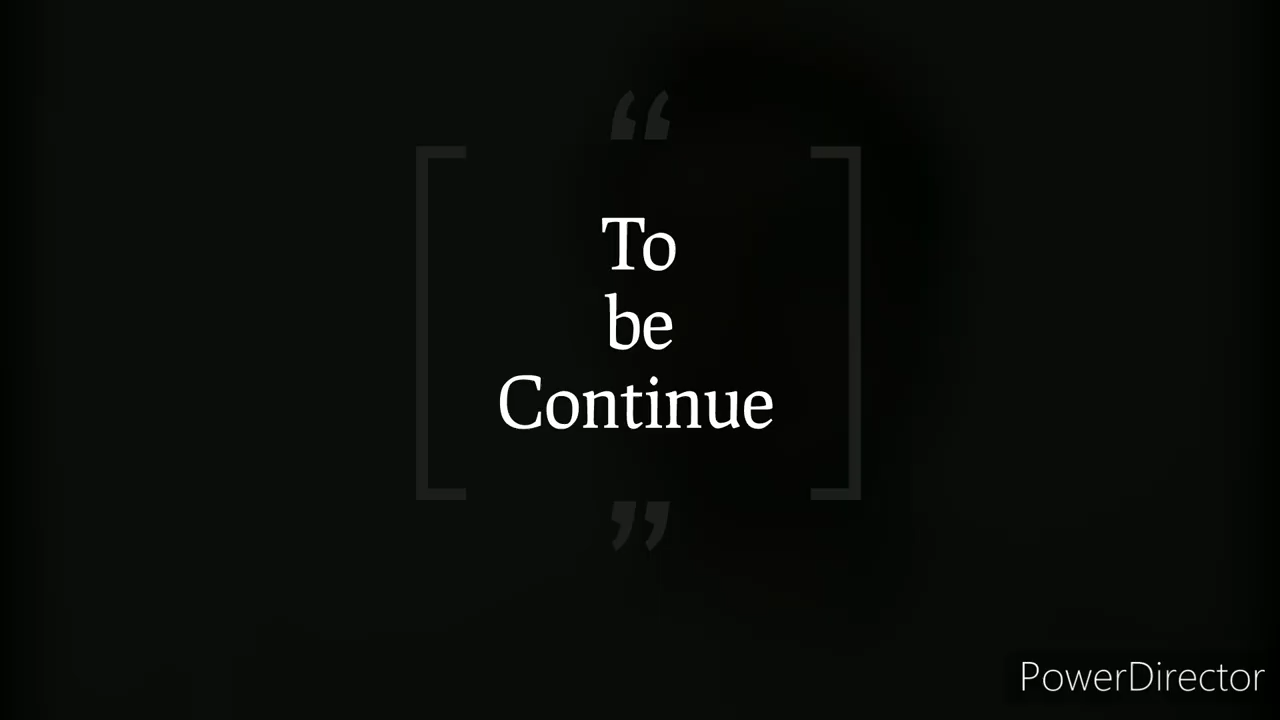 “
To
be
Continue
”
PowerDirector